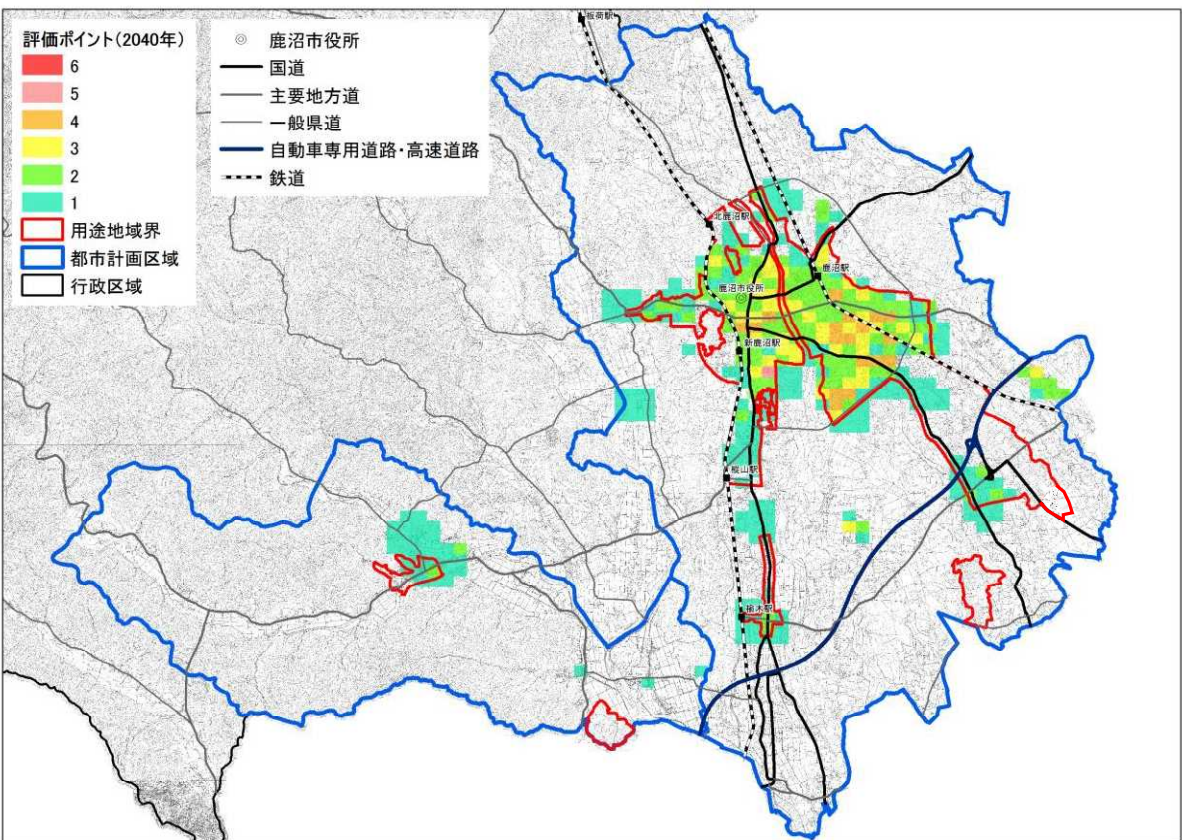 評価ポイント(2040年)
6
5
4
3
2
1
用途地域界
都市計画区域
行政区域
鹿沼市役所
国道
主要地方道
一般県道
自動車専用道路・高速道路
鉄道
板荷駅
北鹿沼駅
鹿沼駅
鹿沼市役所
新鹿沼駅
樅山駅
楡木駅